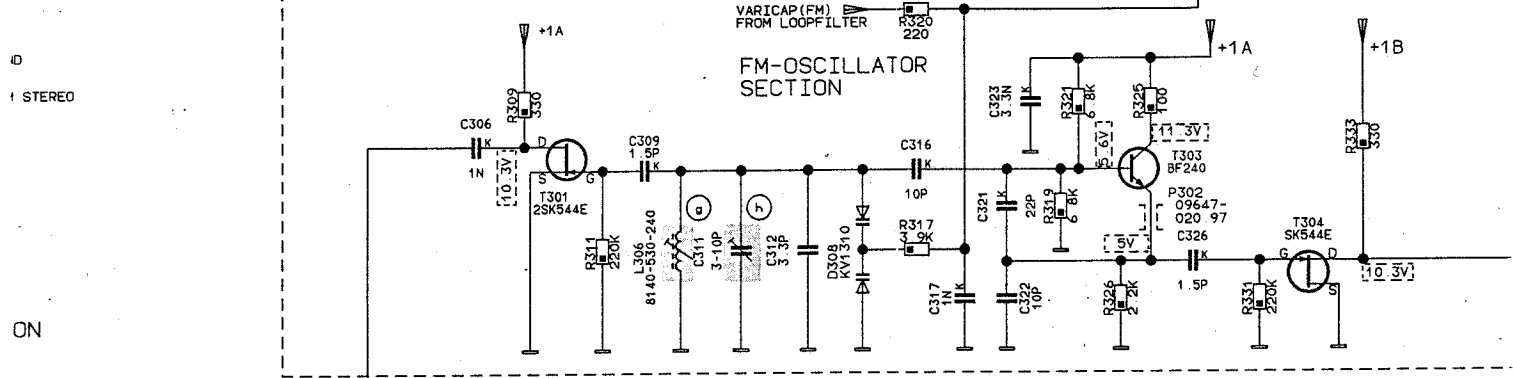 VARICAP(FM)
FROM LOOPFILTER
R320
220
+1A
+1A
+1B
STEREO
FM-OSCILLATOR
SECTION
R309
330
C323
3.3N
K
R321
6.8K
R325
100
R333
330
C306
K
1N
10.3V
D
S
G
T301
2SK544E
C309
1.5P
K
C316
K
10P
5.6V
11.3V
T303
BF240
P302
09647-
020.97
g
h
R311
220K
L306
8140-530-240
C311
3-10P
C312
3.3P
D308
KV1310
R317
3.9K
C317
1N
K
C321
K
22P
R319
6.8K
C322
10P
5V
R326
2.2K
C326
K
1.5P
R331
220K
T304
SK544E
G
D
S
10.3V
ON